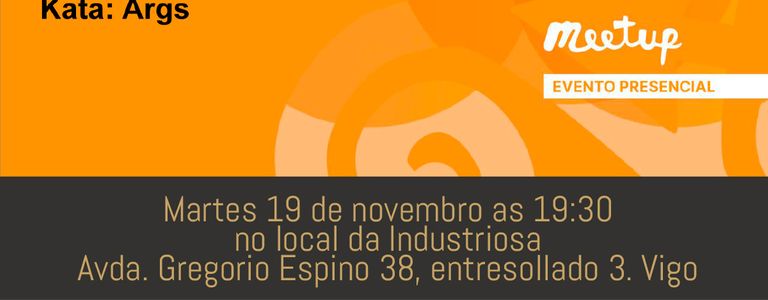 Kata: Args
Meetup
EVENTO PRESENCIAL
Martes 19 de novembro as 19:30
no local da Industriosa
Avda. Gregorio Espino 38, entresollado 3. Vigo